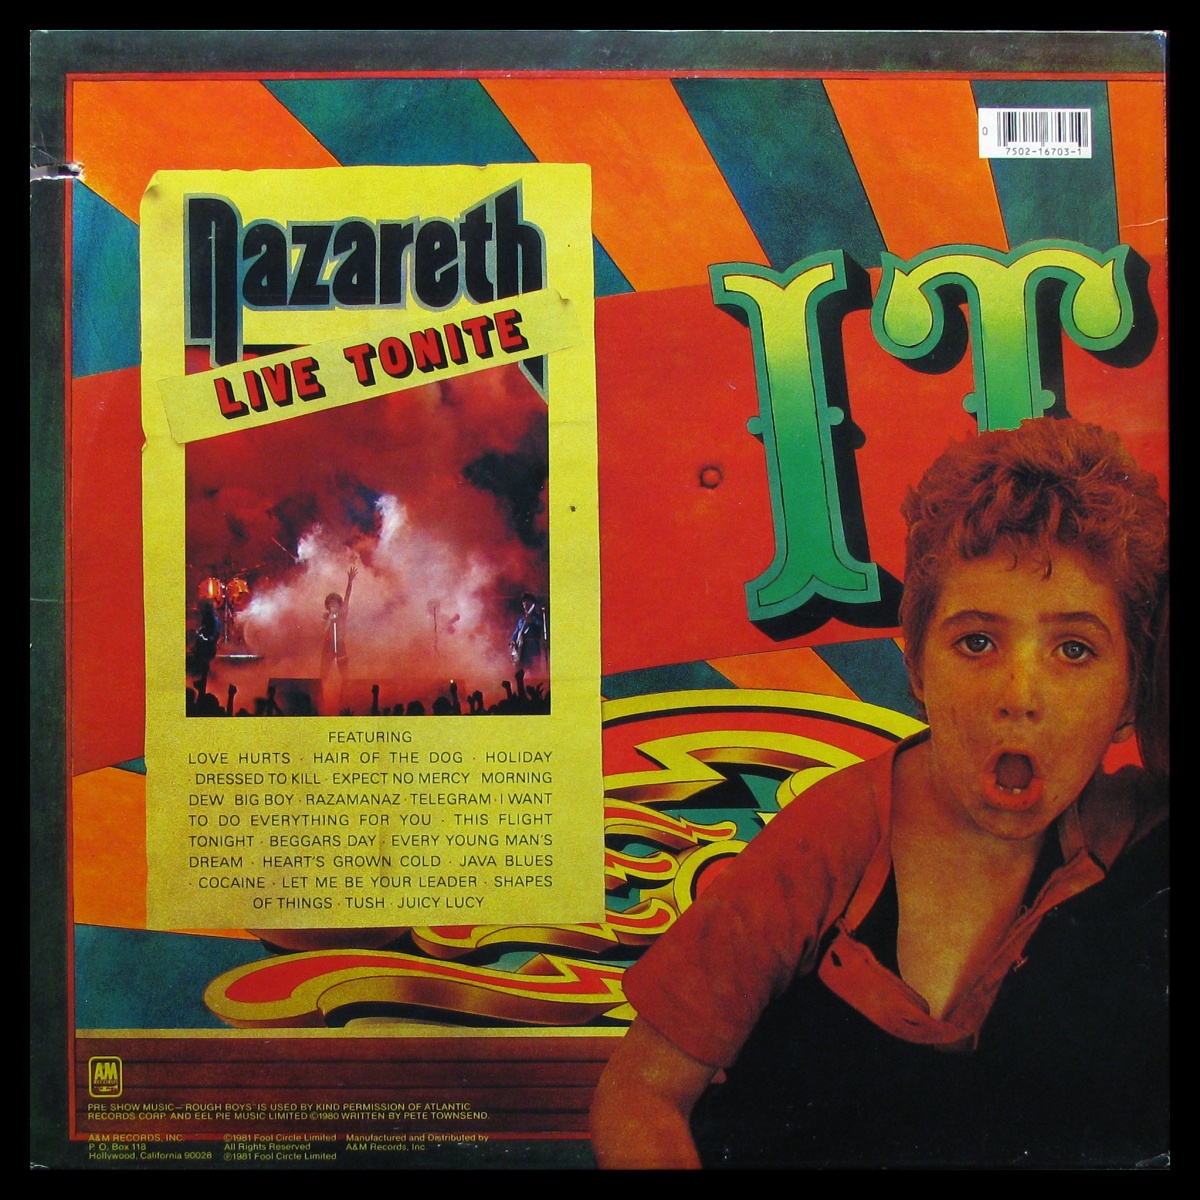 0
7502-16703-1
nazareth
LIVE TONITE
IT
FEATURING
LOVE HURTS · HAIR OF THE DOG · HOLIDAY
· DRESSED TO KILL · EXPECT NO MERCY MORNING
DEW BIG BOY · RAZAMANAZ · TELEGRAM · I WANT
TO DO EVERYTHING FOR YOU · THIS FLIGHT
TONIGHT · BEGGARS DAY · EVERY YOUNG MAN'S
DREAM · HEART'S GROWN COLD · JAVA BLUES
· COCAINE · LET ME BE YOUR LEADER · SHAPES
OF THINGS · TUSH · JUICY LUCY
AM
RECORDS
PRE SHOW MUSIC—"ROUGH BOYS" IS USED BY KIND PERMISSION OF ATLANTIC
RECORDS CORP. AND EEL PIE MUSIC LIMITED ©1980 WRITTEN BY PETE TOWNSEND.
A&M RECORDS, INC.
P. O. Box 118
Hollywood, California 90028
©1981 Fool Circle Limited
All Rights Reserved
℗1981 Fool Circle Limited
Manufactured and Distributed by
A&M Records, Inc.